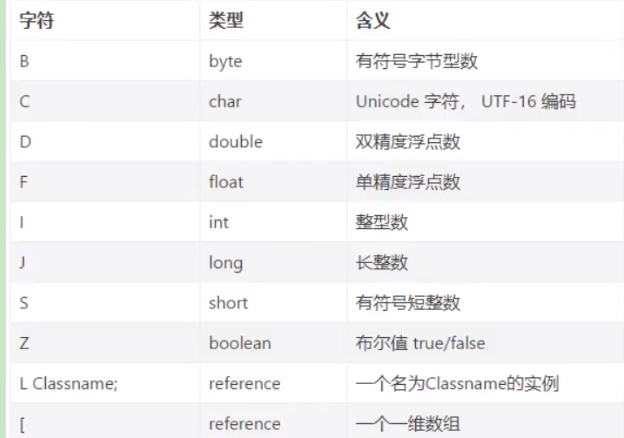 字符 类型 含义
B byte 有符号字节型数
C char Unicode 字符， UTF-16 编码
D double 双精度浮点数
F float 单精度浮点数
I int 整型数
J long 长整数
S short 有符号短整数
Z boolean 布尔值 true/false
L Classname; reference 一个名为Classname的实例
[ reference 一个一维数组